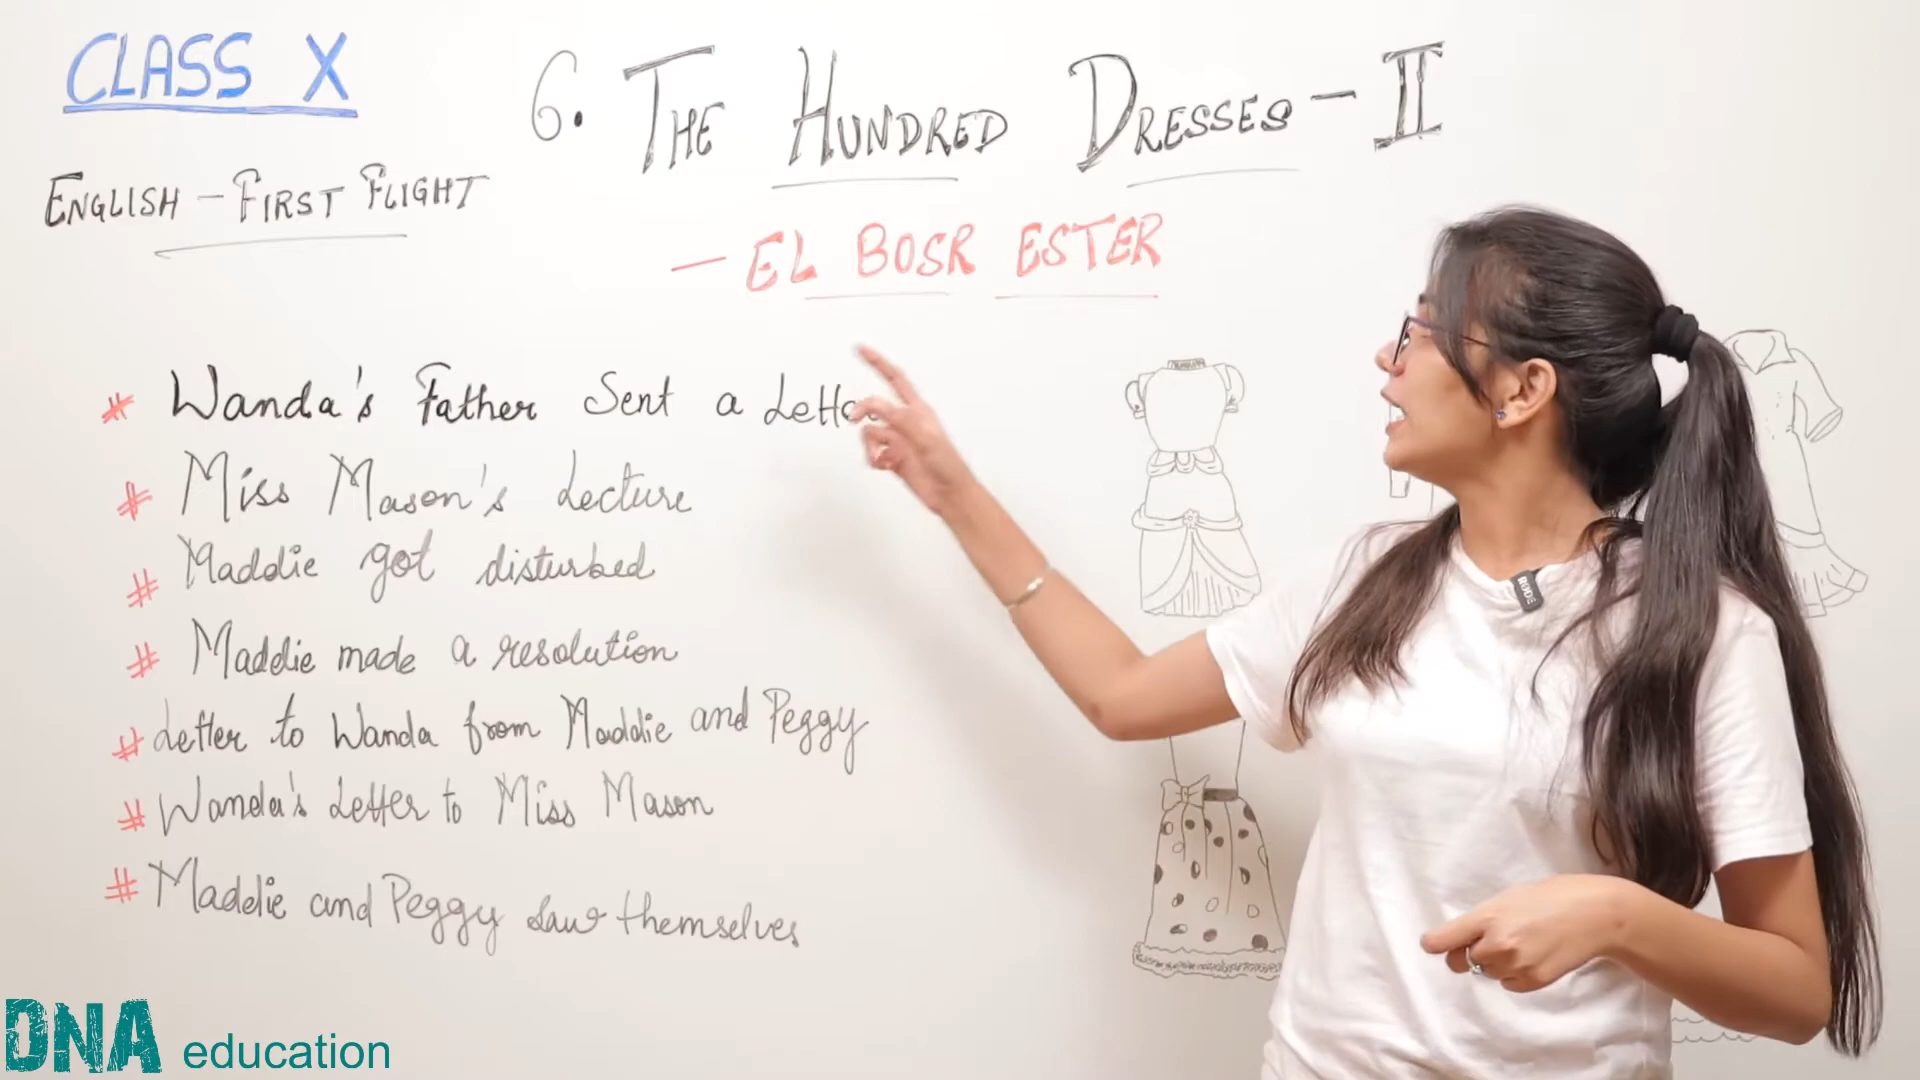 CLASS X
6. THE HUNDRED DRESSES - II
ENGLISH - FIRST FLIGHT
- EL BOSR ESTER
# Wanda's Father Sent a
# Miss Mason's Lecture
# Maddie got disturbed
# Maddie made a resolution
# Letter to Wanda from Maddie and Peggy
# Wanda's Letter to Miss Mason
# Maddie and Peggy saw themselves
RODE
DNA education